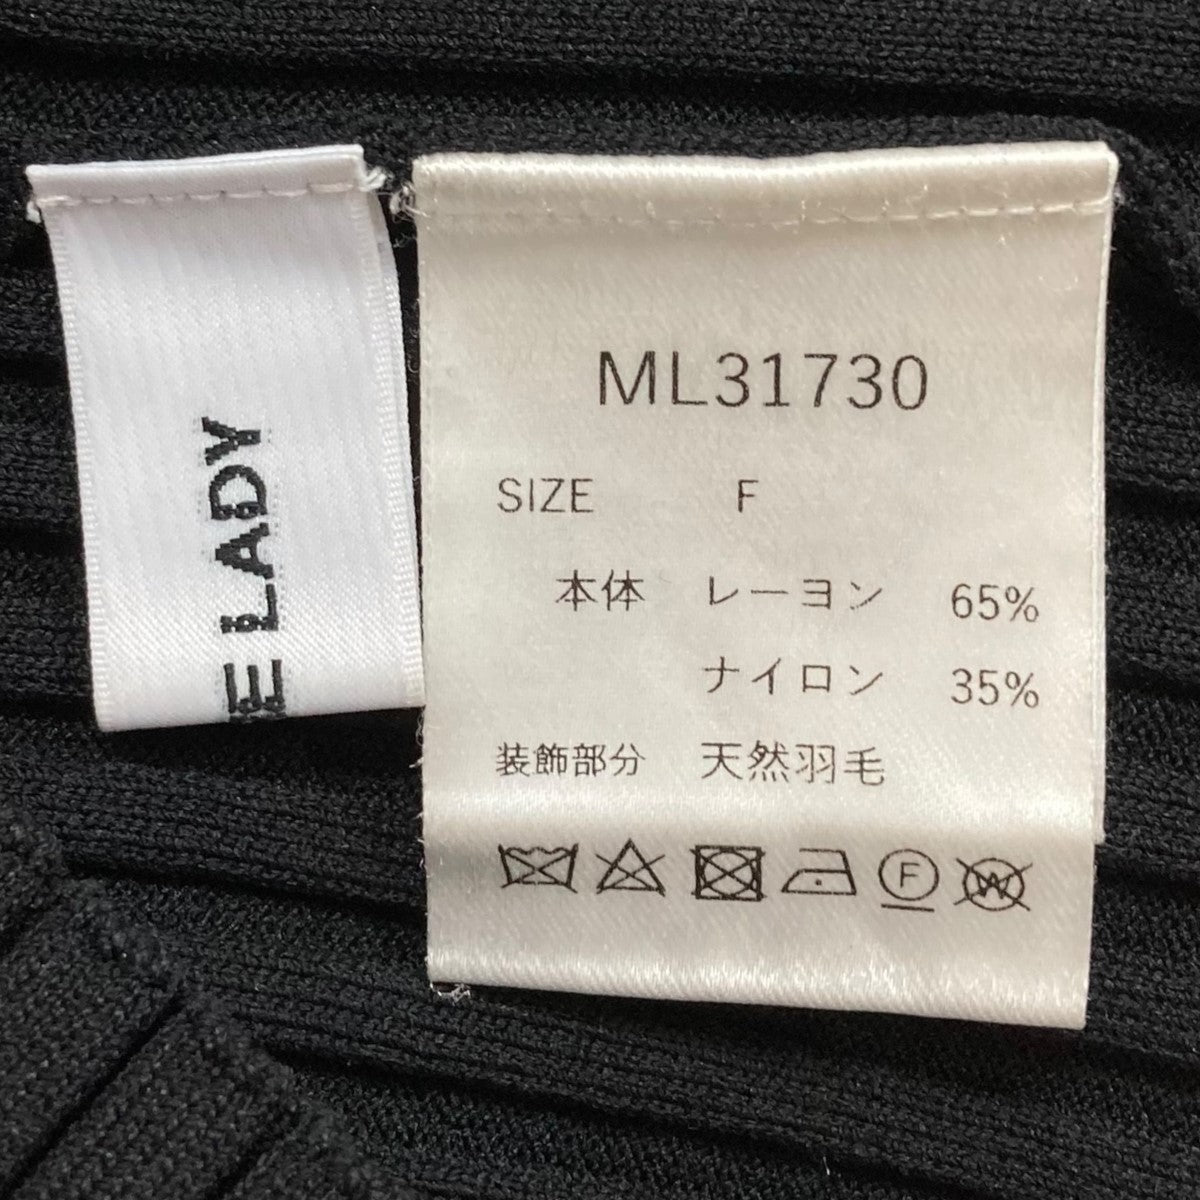 E LADY
ML31730
SIZE F
本体 レーヨン 65%
ナイロン 35%
装飾部分 天然羽毛
F W